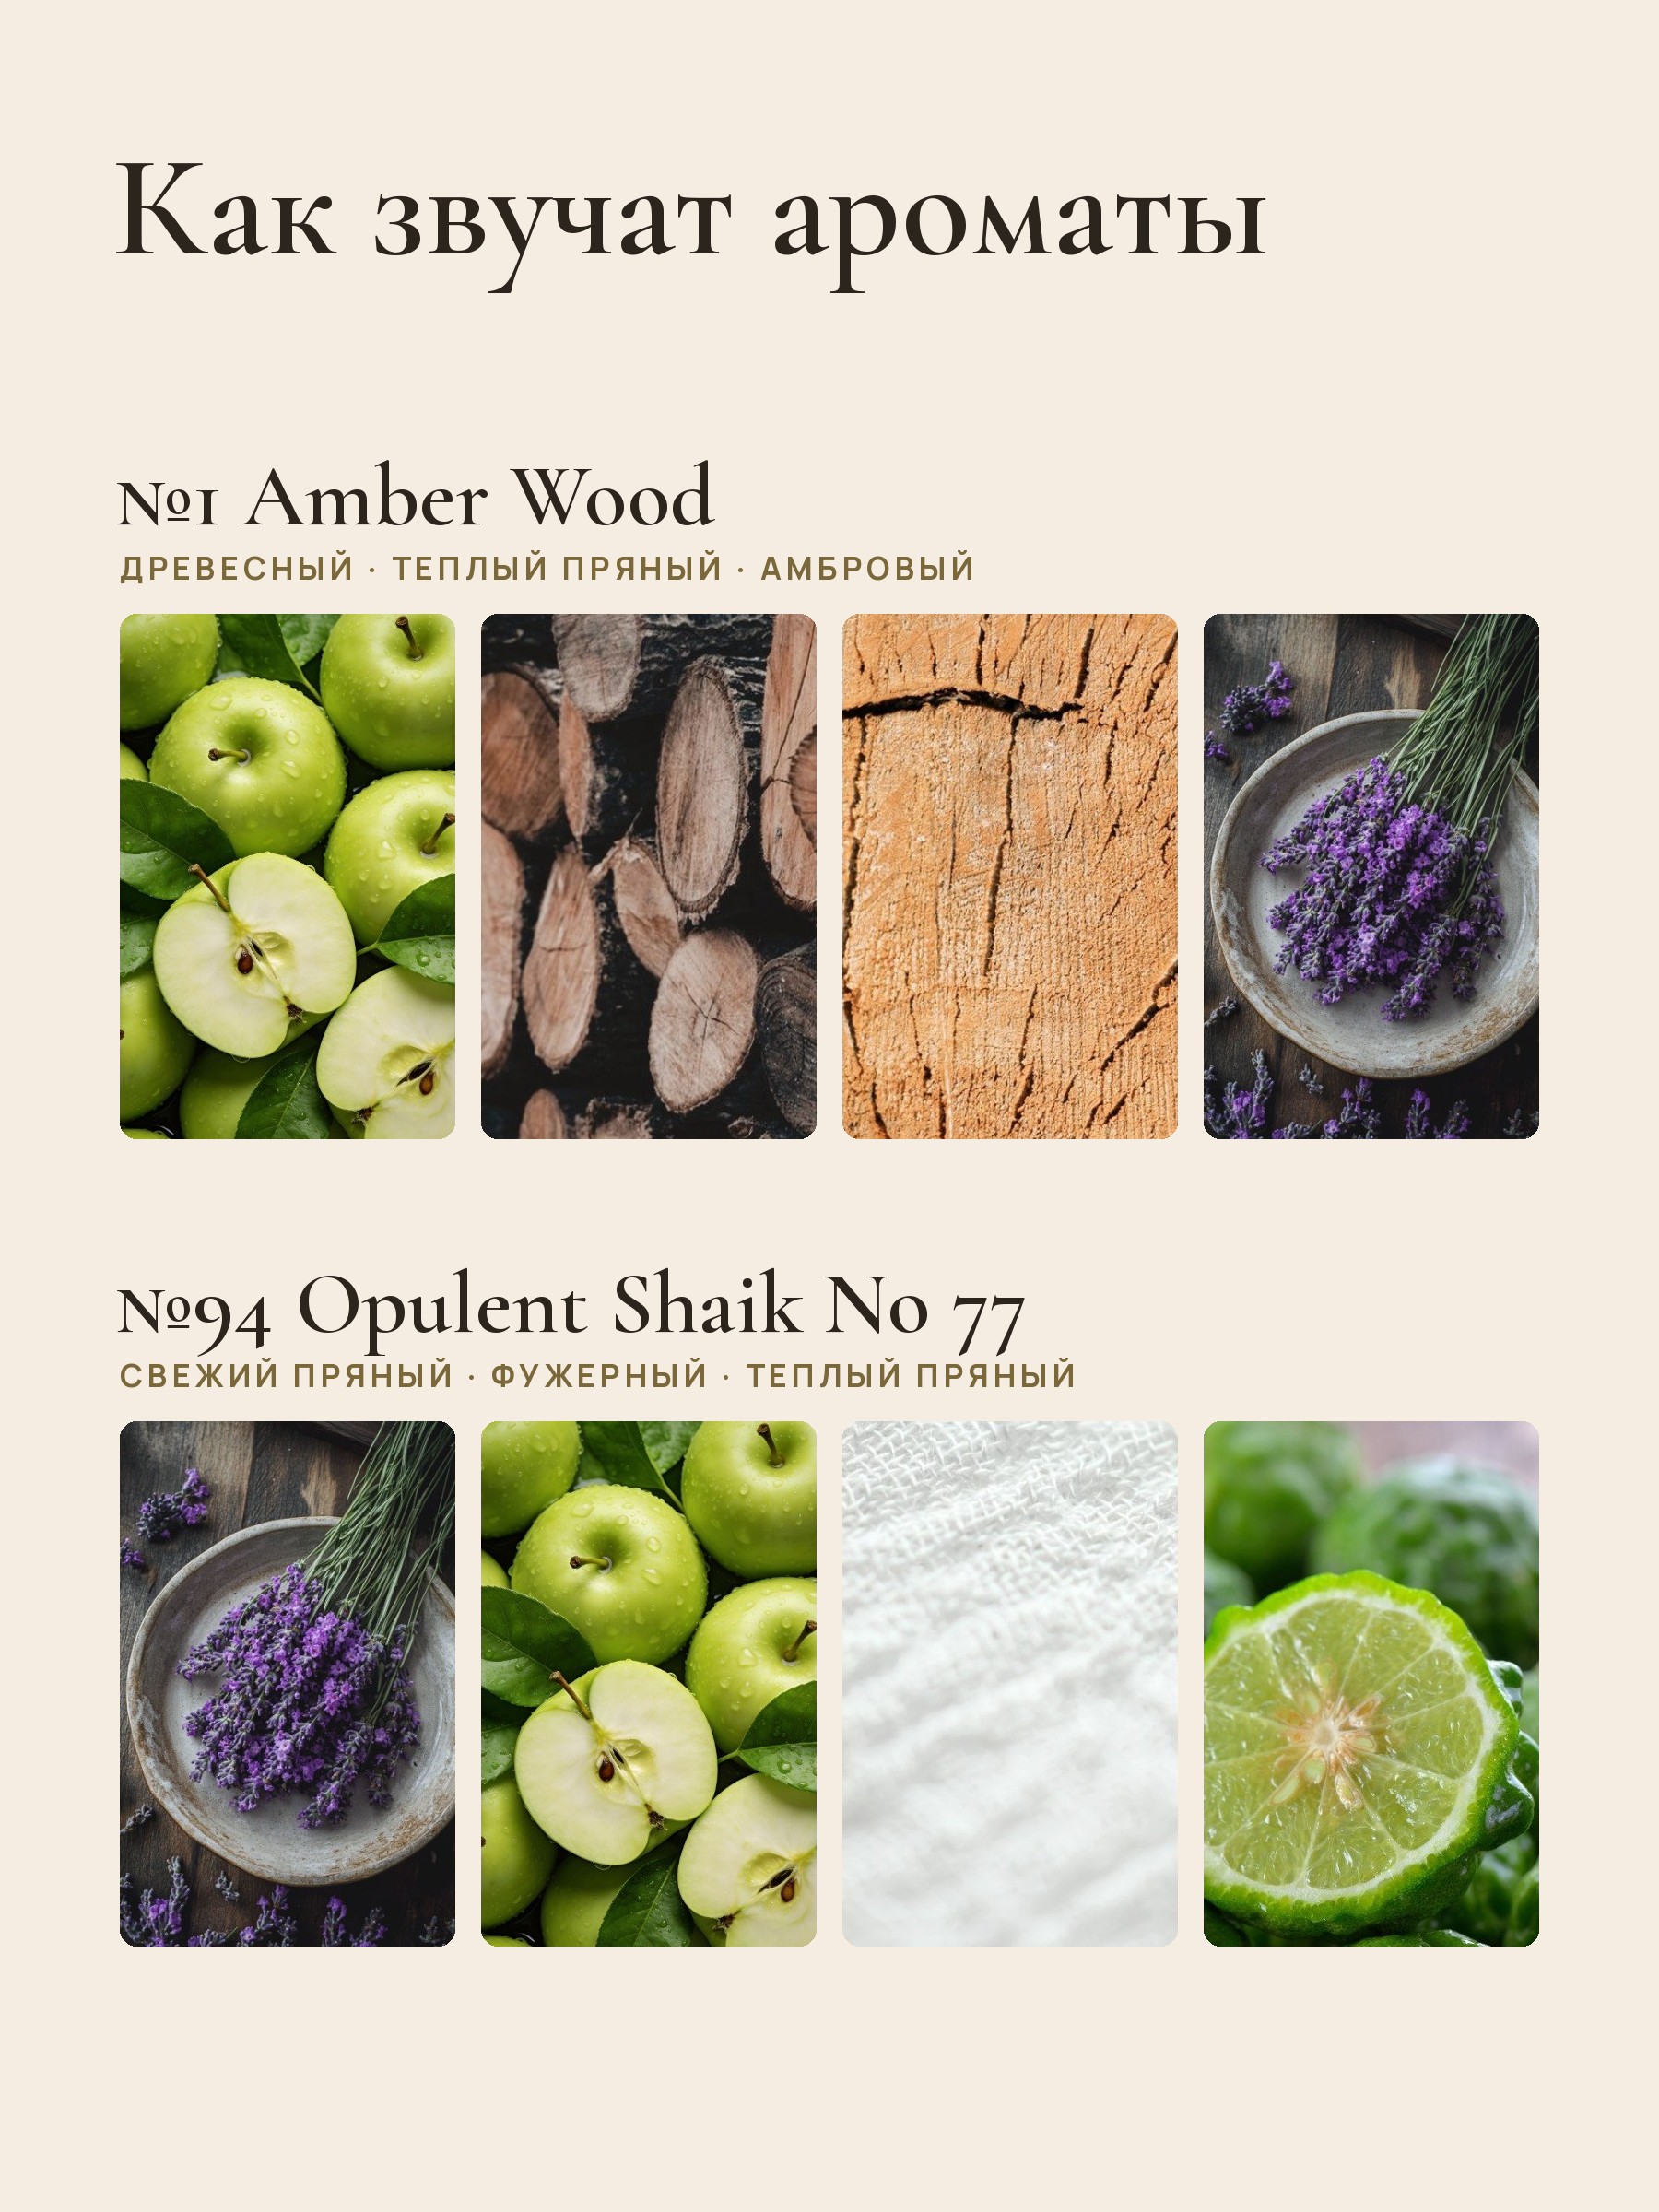 Как звучат ароматы
№1 Amber Wood
ДРЕВЕСНЫЙ · ТЕПЛЫЙ ПРЯНЫЙ · АМБРОВЫЙ
№94 Opulent Shaik No 77
СВЕЖИЙ ПРЯНЫЙ · ФУЖЕРНЫЙ · ТЕПЛЫЙ ПРЯНЫЙ